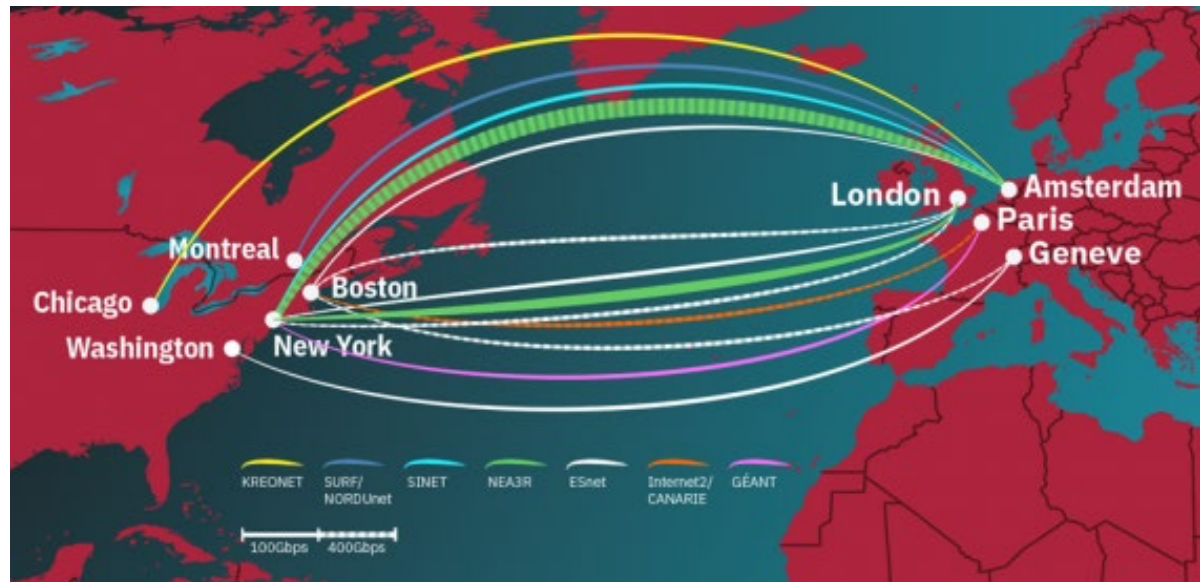 London
Amsterdam
Paris
Geneve
Montreal
Boston
Chicago
New York
Washington
KREONET
SURF/
NORDUnet
SINET
NEA3R
ESnet
Internet2/
CANARIE
GÉANT
100Gbps
400Gbps